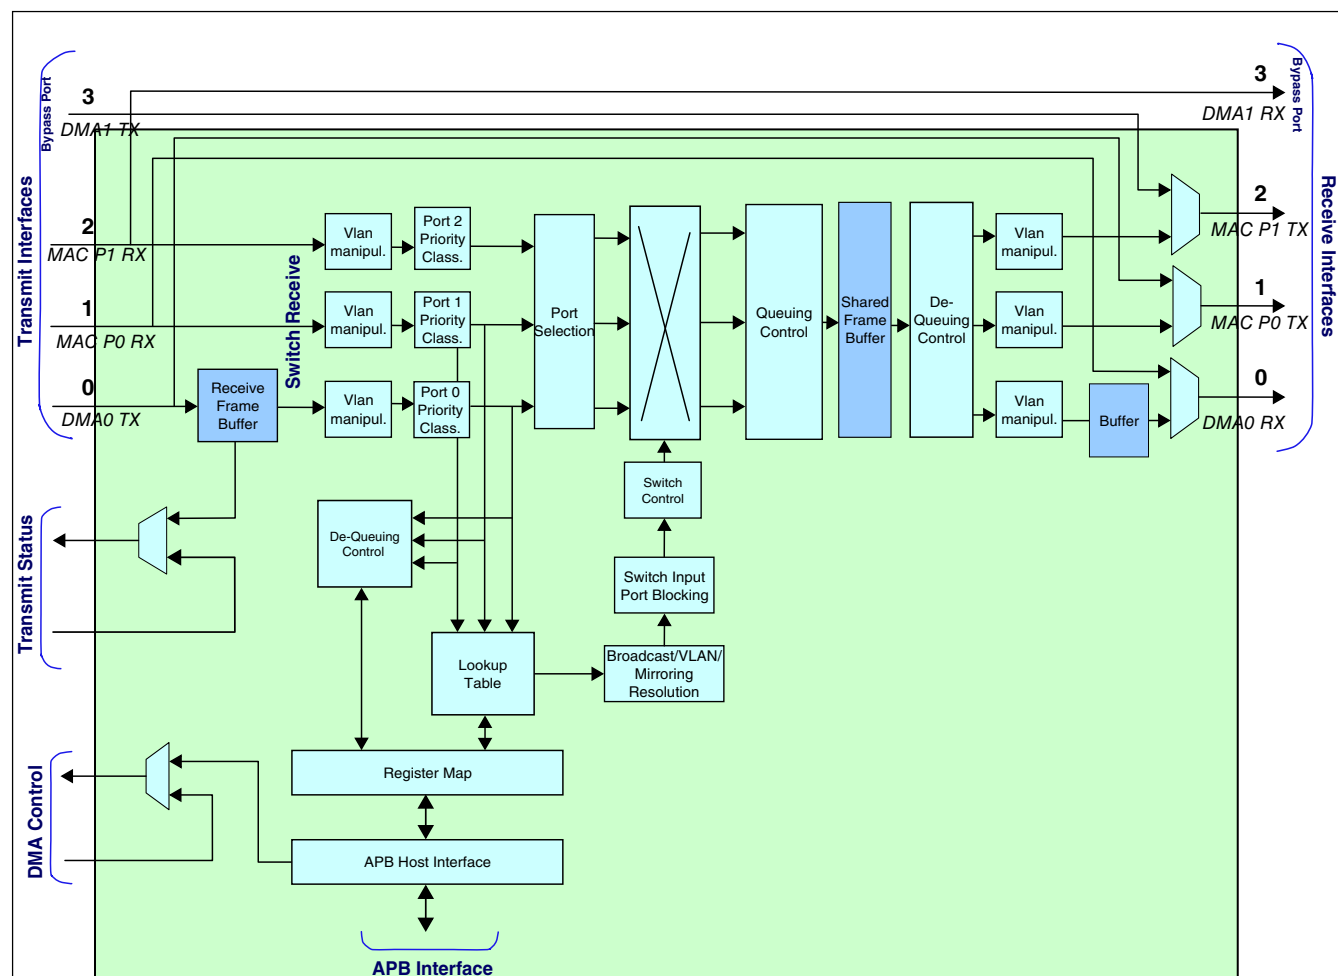 Bypass Port
3
DMA1 TX
3
DMA1 RX
Bypass Port
Transmit Interfaces
2
MAC P1 RX
1
MAC P0 RX
0
DMA0 TX
Receive
Frame
Buffer
Switch Receive
Vlan
manipul.
Port 2
Priority
Class.
Vlan
manipul.
Port 1
Priority
Class.
Vlan
manipul.
Port 0
Priority
Class.
Port
Selection
Queuing
Control
Shared
Frame
Buffer
De-
Queuing
Control
Vlan
manipul.
Vlan
manipul.
Vlan
manipul.
Buffer
2
MAC P1 TX
1
MAC P0 TX
0
DMA0 RX
Receive Interfaces
Switch
Control
De-Queuing
Control
Switch Input
Port Blocking
Transmit Status
Lookup
Table
Broadcast/VLAN/
Mirroring
Resolution
Register Map
DMA Control
APB Host Interface
APB Interface